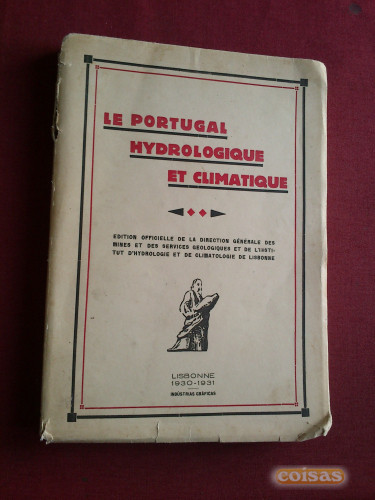 LE PORTUGAL
HYDROLOGIQUE
ET CLIMATIQUE
EDITION OFFICIELLE DE LA DIRECTION GÉNÉRALE DES
MINES ET DES SERVICES GEOLOGIQUES ET DE L'INSTI-
TUT D'HYDROLOGIE ET DE CLIMATOLOGIE DE LISBONNE
LISBONNE
1930-1931
INDÚSTRIAS GRÁFICAS
coisas